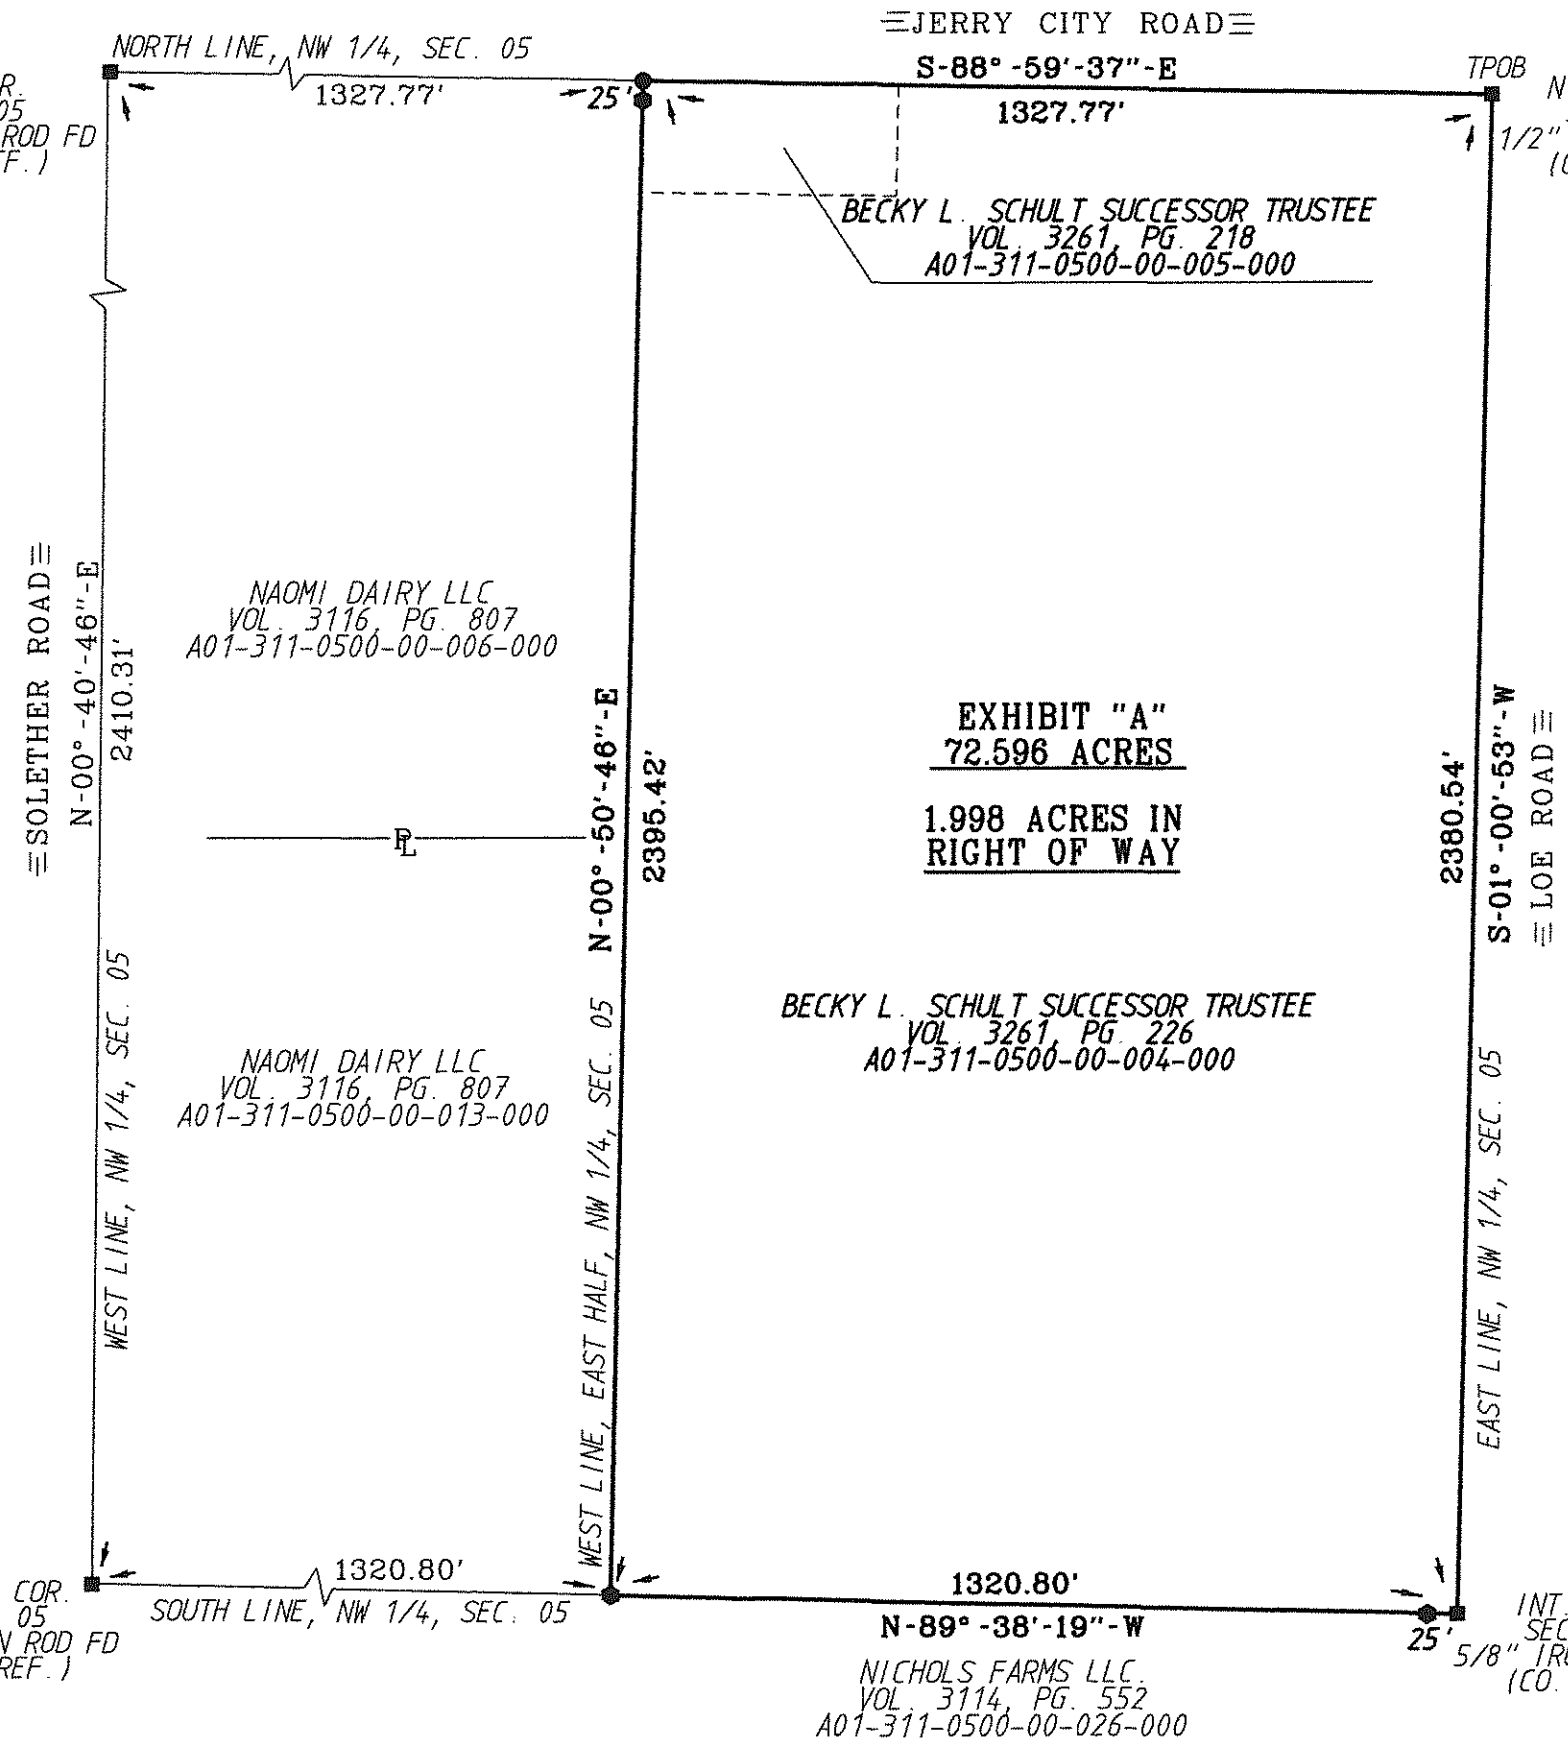 ≡JERRY CITY ROAD≡
NORTH LINE, NW 1/4, SEC. 05
S-88°-59'-37"-E
TPOB
1327.77'
25'
1327.77'
R.
05
ROD FD
1/2"
BECKY L. SCHULT SUCCESSOR TRUSTEE
VOL. 3261, PG. 218
A01-311-0500-00-005-000
≡SOLETHER ROAD≡
N-00°-40'-46"-E
2410.31'
NAOMI DAIRY LLC
VOL. 3116, PG. 807
A01-311-0500-00-006-000
PL
N-00°-50'-46"-E
2395.42'
EXHIBIT "A"
72.596 ACRES
1.998 ACRES IN
RIGHT OF WAY
2380.54'
S-01°-00'-53"-W
≡LOE ROAD≡
WEST LINE, NW 1/4, SEC. 05
NAOMI DAIRY LLC
VOL. 3116, PG. 807
A01-311-0500-00-013-000
WEST LINE, EAST HALF, NW 1/4, SEC. 05
BECKY L. SCHULT SUCCESSOR TRUSTEE
VOL. 3261, PG. 226
A01-311-0500-00-004-000
EAST LINE, NW 1/4, SEC. 05
1320.80'
SOUTH LINE, NW 1/4, SEC. 05
COR.
05
N ROD FD
REF.)
1320.80'
N-89°-38'-19"-W
25'
INT.
SEC
5/8" IR
(CO.
NICHOLS FARMS LLC.
VOL. 3114, PG. 552
A01-311-0500-00-026-000